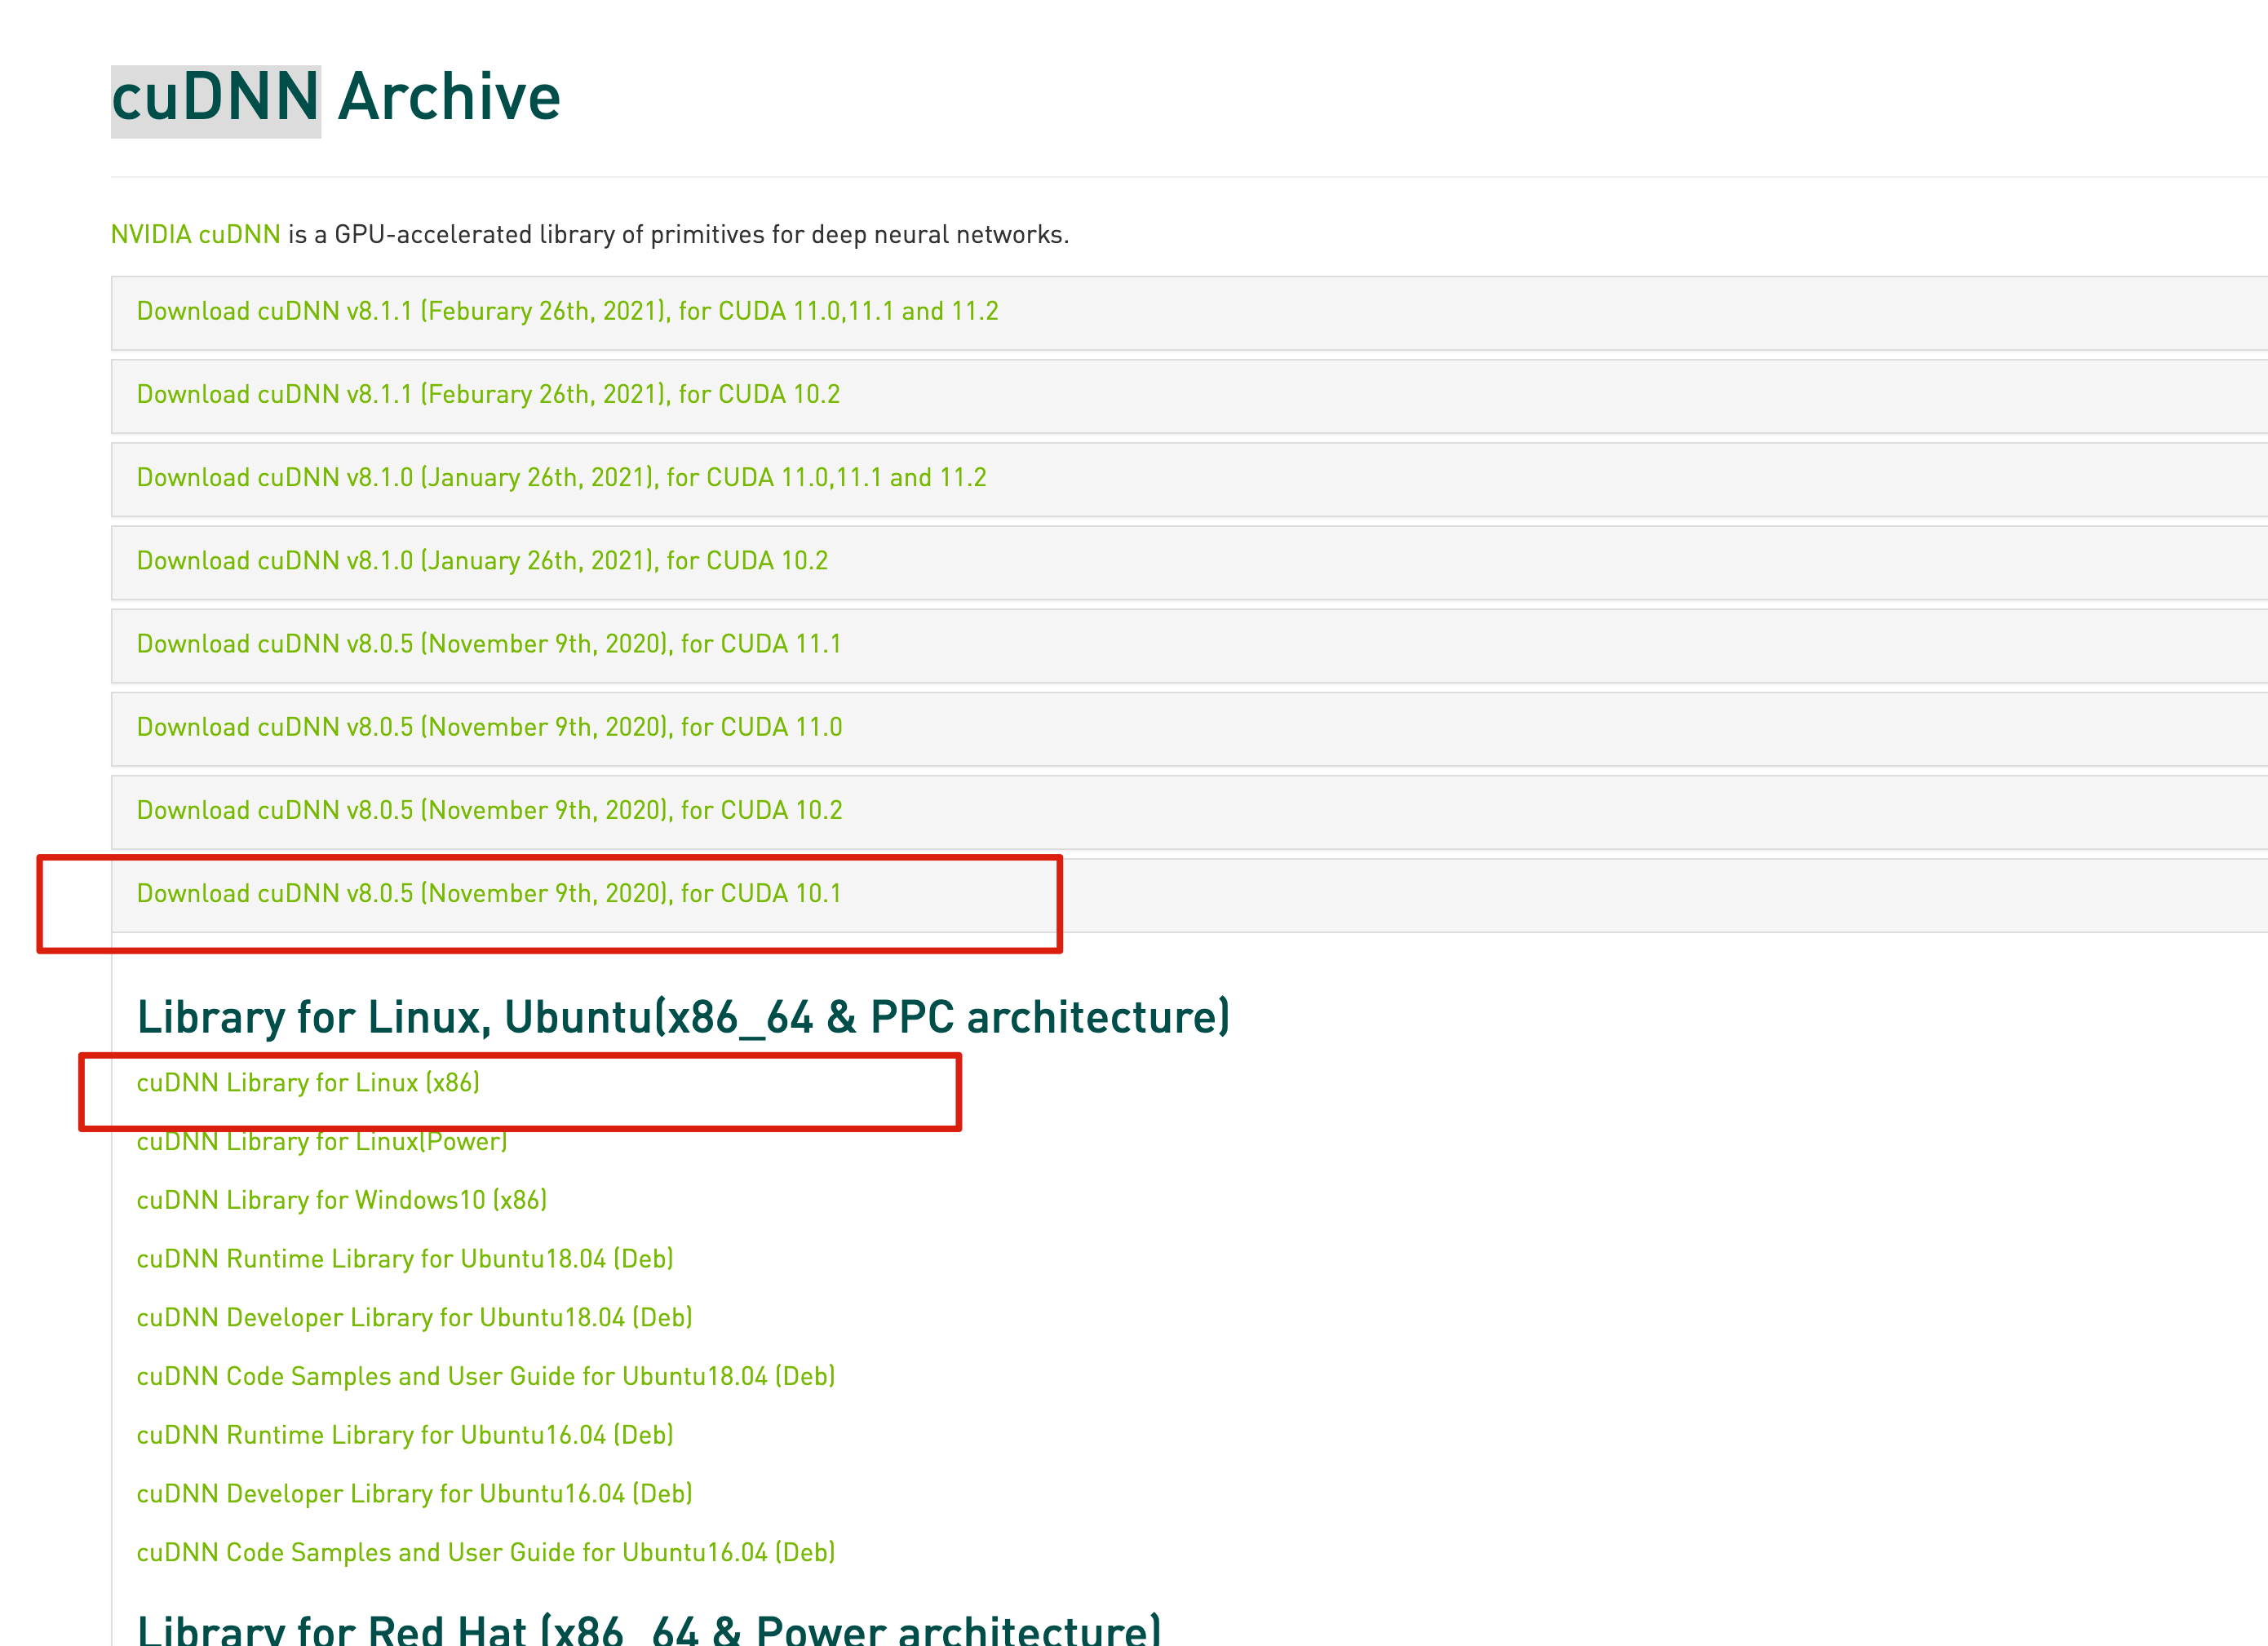 cuDNN Archive
NVIDIA cuDNN is a GPU-accelerated library of primitives for deep neural networks.
Download cuDNN v8.1.1 (Feburary 26th, 2021), for CUDA 11.0,11.1 and 11.2
Download cuDNN v8.1.1 (Feburary 26th, 2021), for CUDA 10.2
Download cuDNN v8.1.0 (January 26th, 2021), for CUDA 11.0,11.1 and 11.2
Download cuDNN v8.1.0 (January 26th, 2021), for CUDA 10.2
Download cuDNN v8.0.5 (November 9th, 2020), for CUDA 11.1
Download cuDNN v8.0.5 (November 9th, 2020), for CUDA 11.0
Download cuDNN v8.0.5 (November 9th, 2020), for CUDA 10.2
Download cuDNN v8.0.5 (November 9th, 2020), for CUDA 10.1
Library for Linux, Ubuntu(x86_64 & PPC architecture)
cuDNN Library for Linux (x86)
cuDNN Library for Linux(Power)
cuDNN Library for Windows10 (x86)
cuDNN Runtime Library for Ubuntu18.04 (Deb)
cuDNN Developer Library for Ubuntu18.04 (Deb)
cuDNN Code Samples and User Guide for Ubuntu18.04 (Deb)
cuDNN Runtime Library for Ubuntu16.04 (Deb)
cuDNN Developer Library for Ubuntu16.04 (Deb)
cuDNN Code Samples and User Guide for Ubuntu16.04 (Deb)
Library for Red Hat (x86_64 & Power architecture)